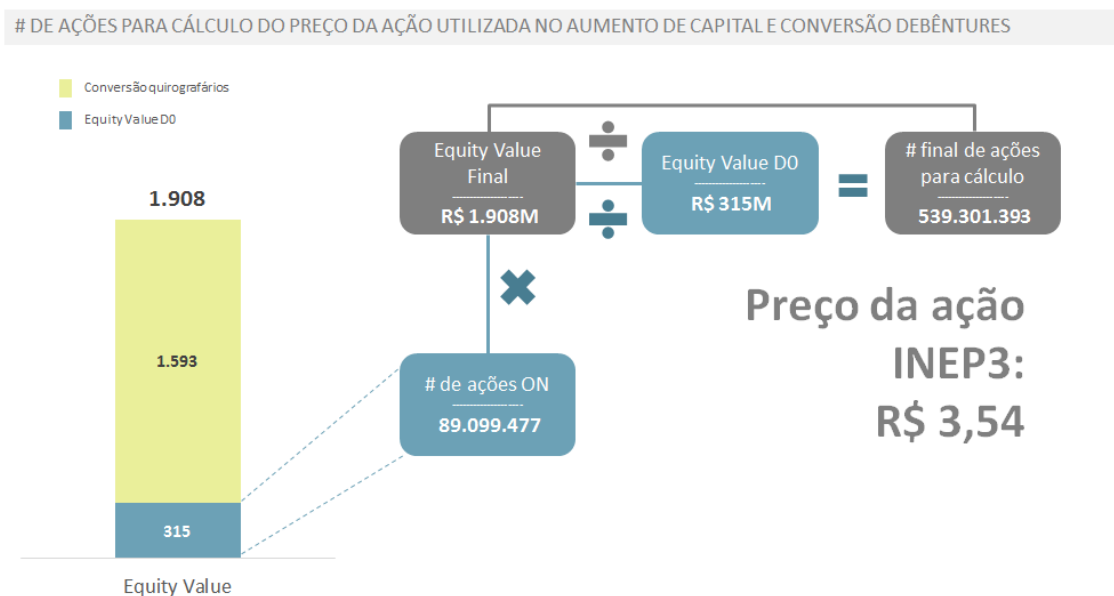 # DE AÇÕES PARA CÁLCULO DO PREÇO DA AÇÃO UTILIZADA NO AUMENTO DE CAPITAL E CONVERSÃO DEBÊNTURES
Conversão quirografários
Equity Value D0
1.908
1.593
315
Equity Value
Equity Value
Final
R$ 1.908M
÷
÷
Equity Value D0
R$ 315M
=
# final de ações
para cálculo
539.301.393
✖
# de ações ON
89.099.477
Preço da ação
INEP3:
R$ 3,54